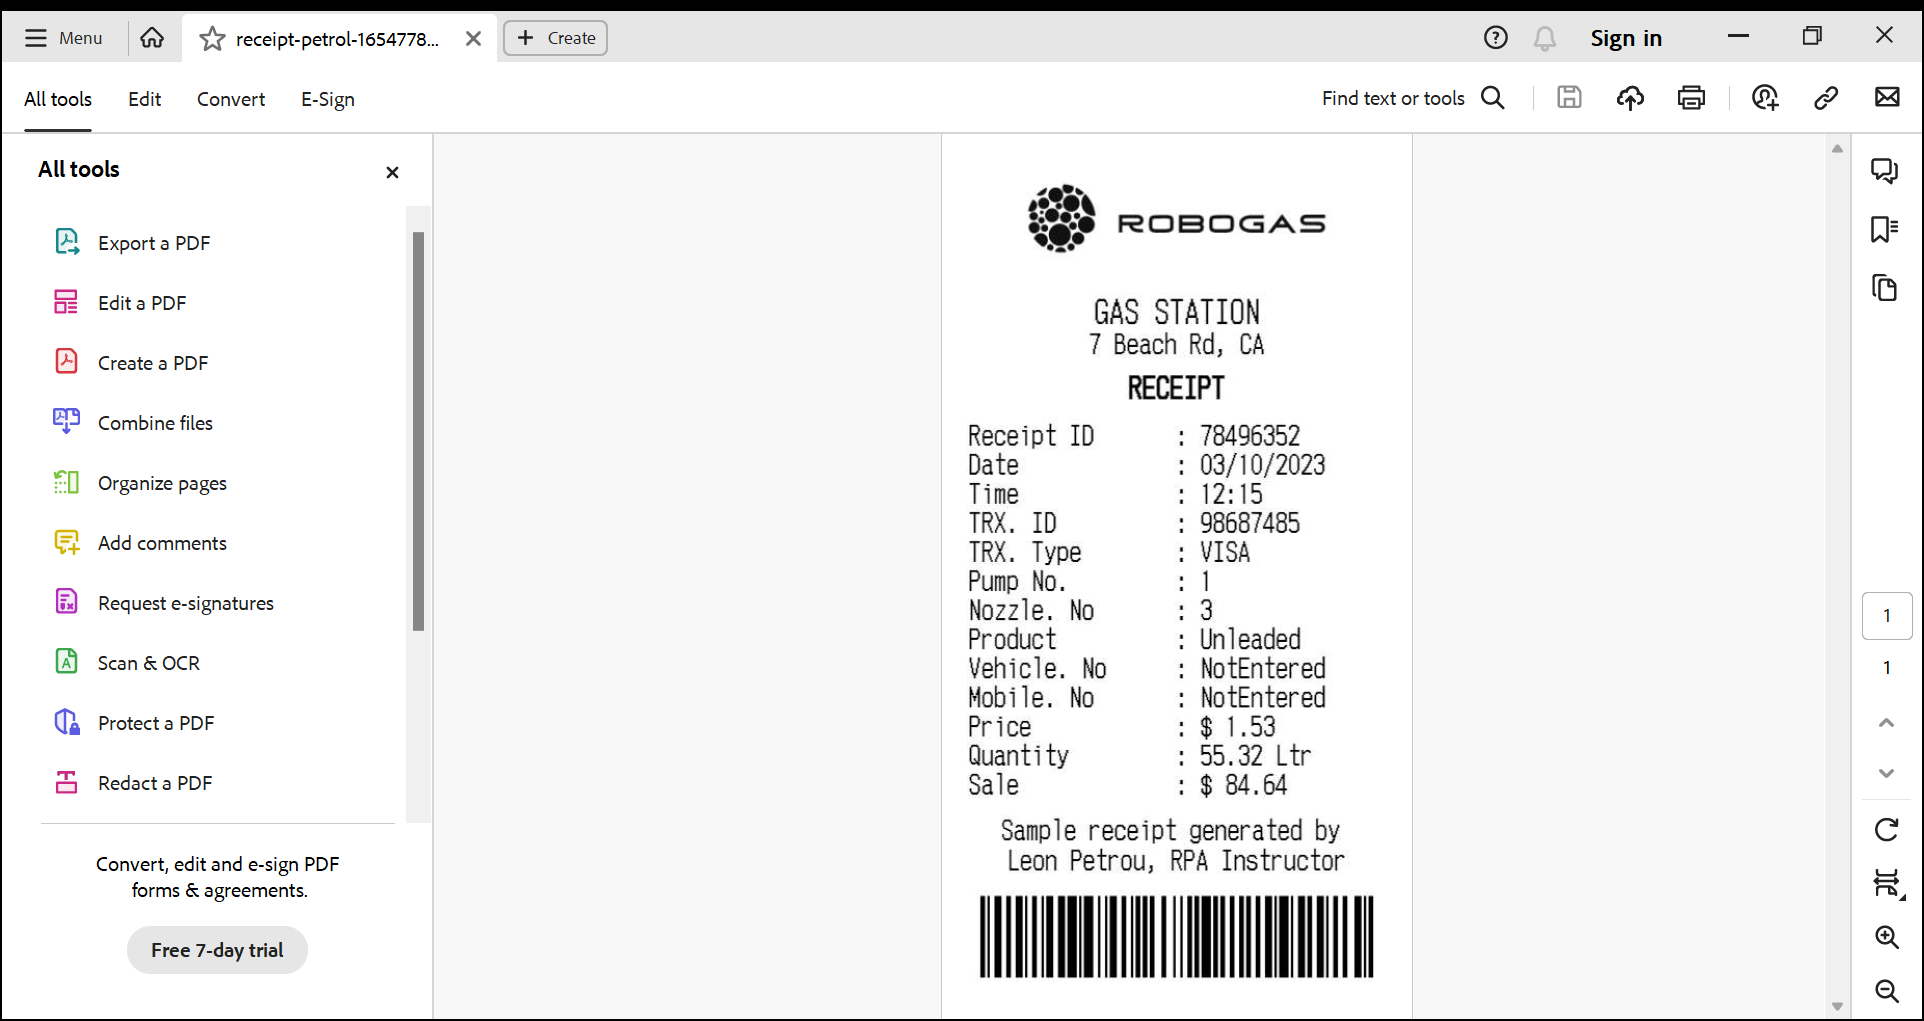 Menu
receipt-petrol-1654778...
Create
Sign in
All tools
Edit
Convert
E-Sign
Find text or tools
All tools
Export a PDF
Edit a PDF
Create a PDF
Combine files
Organize pages
Add comments
Request e-signatures
Scan & OCR
Protect a PDF
Redact a PDF
Convert, edit and e-sign PDF
forms & agreements.
Free 7-day trial
ROBOGAS
GAS STATION
7 Beach Rd, CA
RECEIPT
Receipt ID : 78496352
Date : 03/10/2023
Time : 12:15
TRX. ID : 98687485
TRX. Type : VISA
Pump No. : 1
Nozzle. No : 3
Product : Unleaded
Vehicle. No : NotEntered
Mobile. No : NotEntered
Price : $ 1.53
Quantity : 55.32 Ltr
Sale : $ 84.64
Sample receipt generated by
Leon Petrou, RPA Instructor
1
1